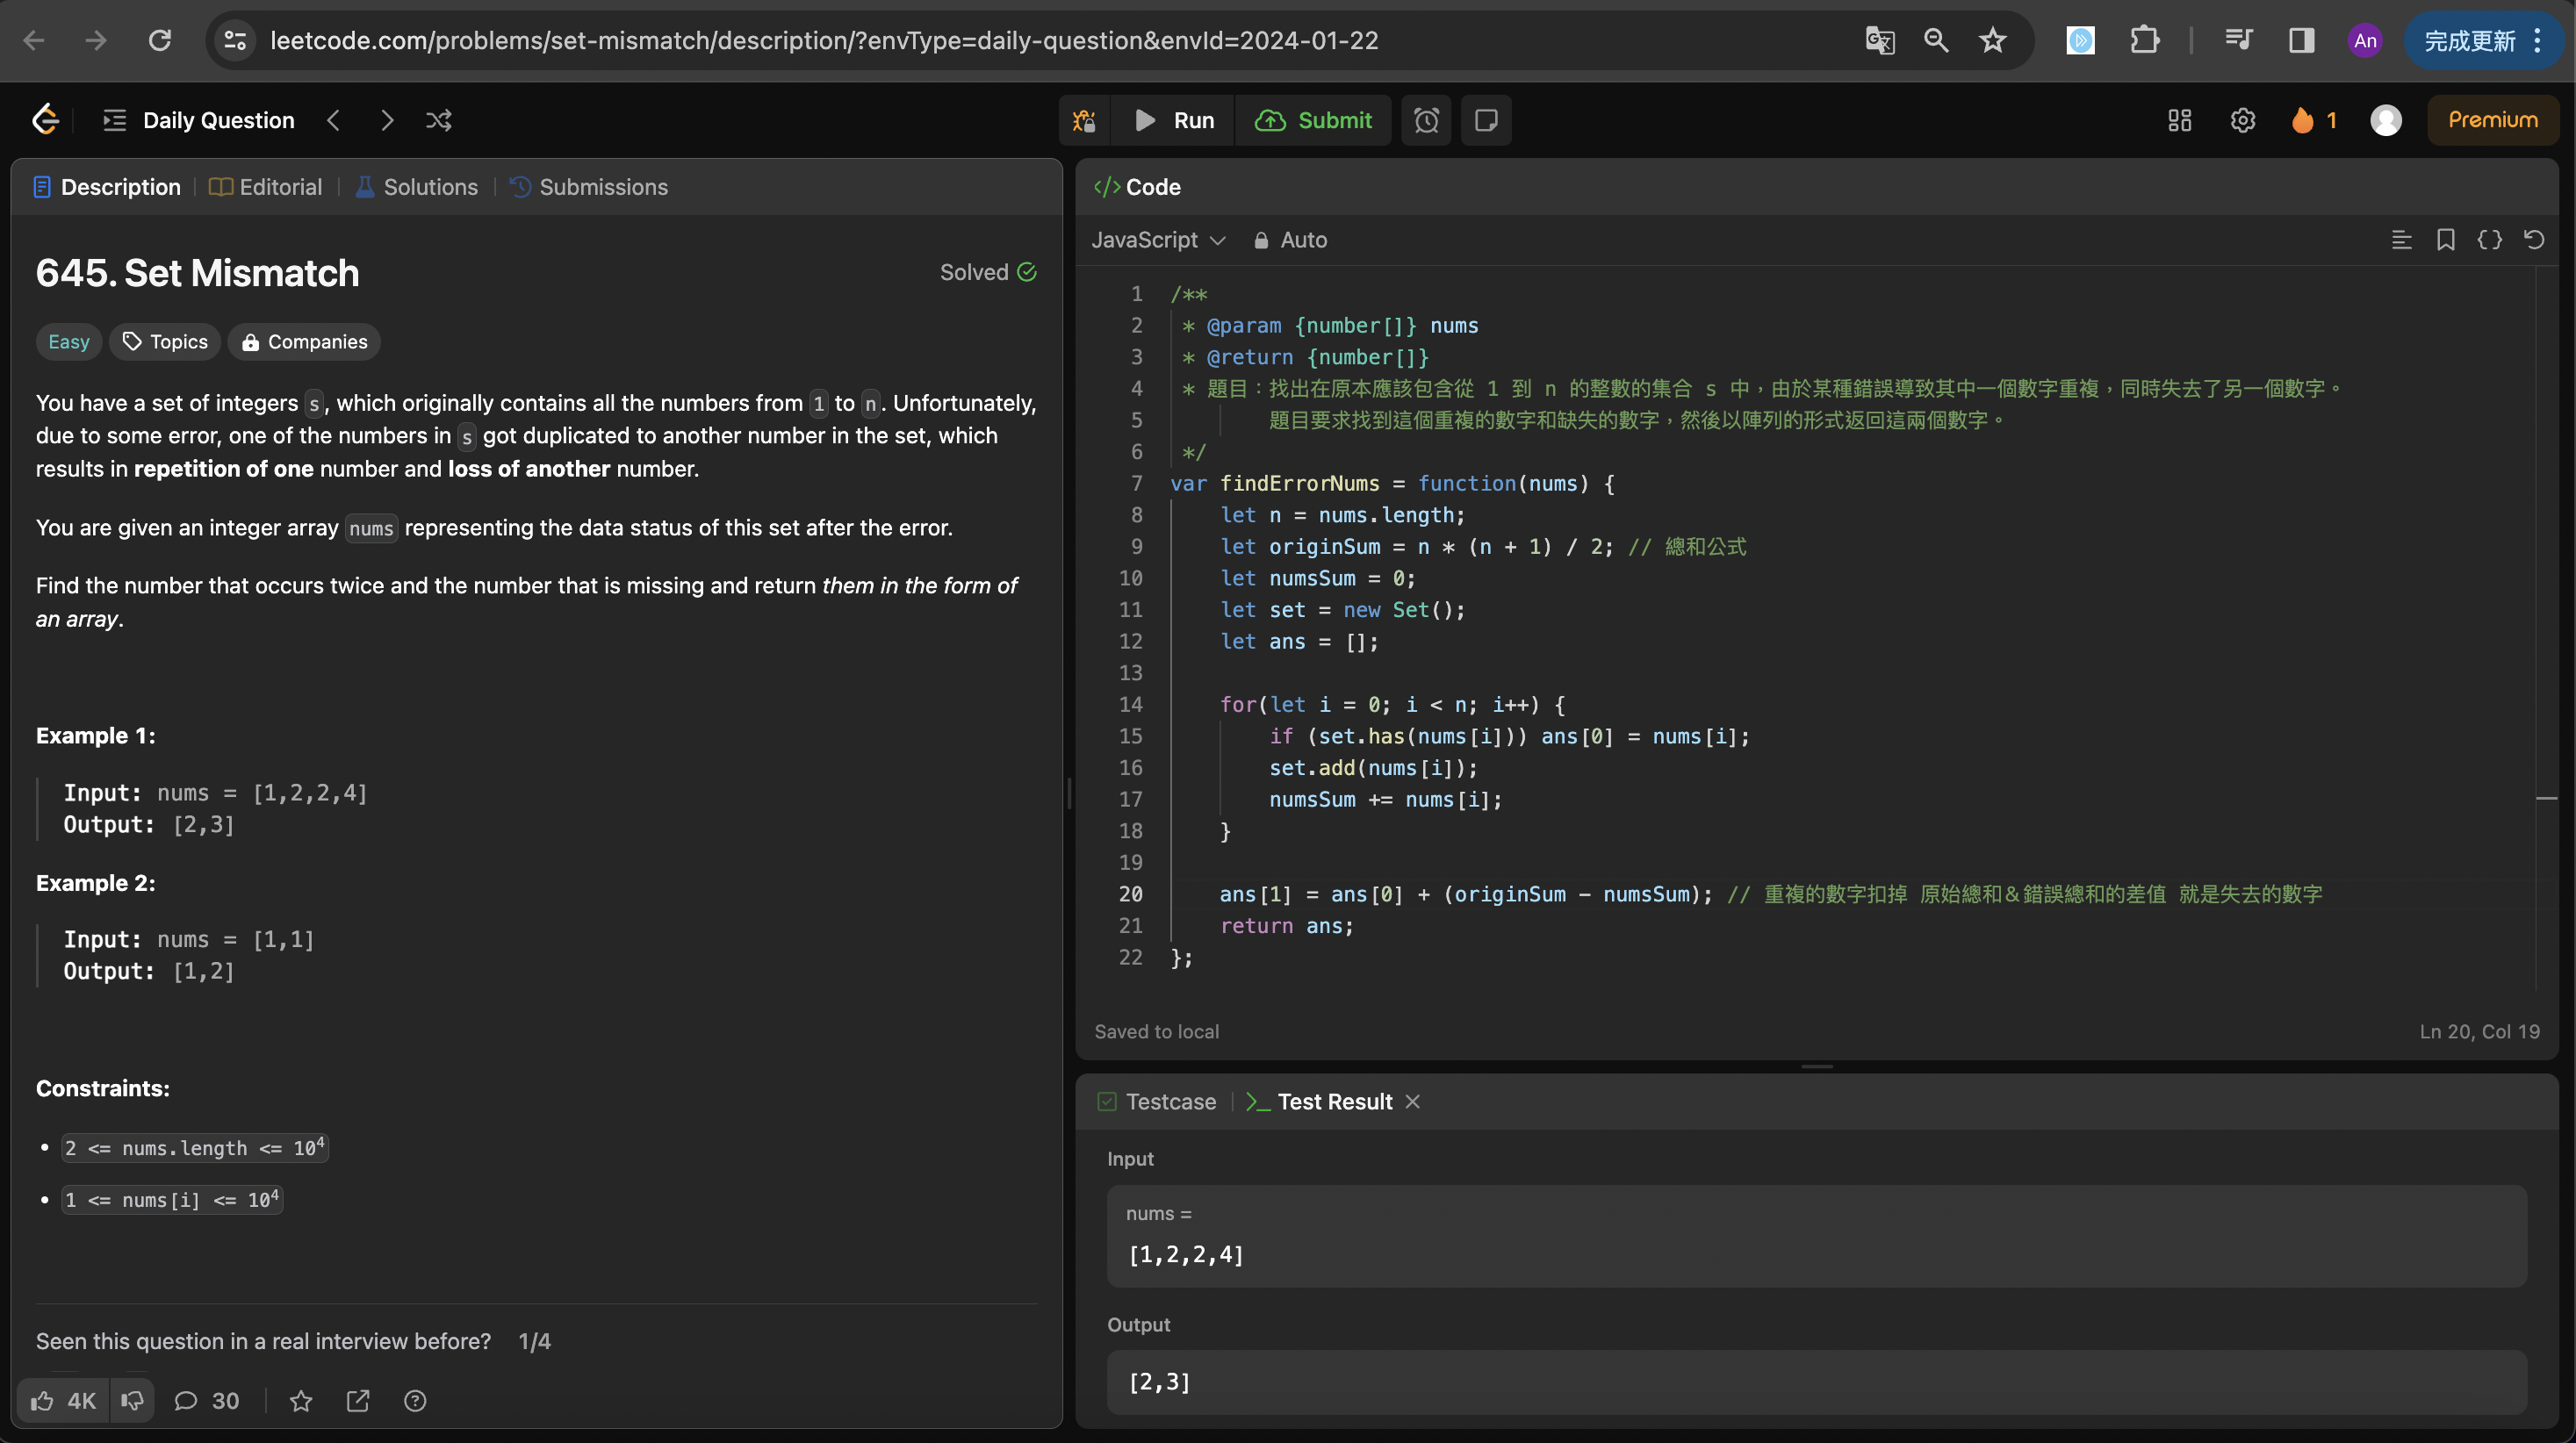 leetcode.com/problems/set-mismatch/description/?envType=daily-question&envId=2024-01-22
An
完成更新
Daily Question
Run
Submit
1
Premium
Description
Editorial
Solutions
Submissions
645. Set Mismatch
Solved
Easy
Topics
Companies
You have a set of integers s, which originally contains all the numbers from 1 to n. Unfortunately,
due to some error, one of the numbers in s got duplicated to another number in the set, which
results in repetition of one number and loss of another number.
You are given an integer array nums representing the data status of this set after the error.
Find the number that occurs twice and the number that is missing and return them in the form of
an array.
Example 1:
Input: nums = [1,2,2,4]
Output: [2,3]
Example 2:
Input: nums = [1,1]
Output: [1,2]
Constraints:
2 <= nums.length <= 10⁴
1 <= nums[i] <= 10⁴
Seen this question in a real interview before? 1/4
4K
30
Code
JavaScript
Auto
1 /**
2 * @param {number[]} nums
3 * @return {number[]}
4 * 題目：找出在原本應該包含從 1 到 n 的整數的集合 s 中，由於某種錯誤導致其中一個數字重複，同時失去了另一個數字。
5 題目要求找到這個重複的數字和缺失的數字，然後以陣列的形式返回這兩個數字。
6 */
7 var findErrorNums = function(nums) {
8 let n = nums.length;
9 let originSum = n * (n + 1) / 2; // 總和公式
10 let numsSum = 0;
11 let set = new Set();
12 let ans = [];
13
14 for(let i = 0; i < n; i++) {
15 if (set.has(nums[i])) ans[0] = nums[i];
16 set.add(nums[i]);
17 numsSum += nums[i];
18 }
19
20 ans[1] = ans[0] + (originSum - numsSum); // 重複的數字扣掉 原始總和＆錯誤總和的差值 就是失去的數字
21 return ans;
22 };
Saved to local
Ln 20, Col 19
Testcase
Test Result
Input
nums =
[1,2,2,4]
Output
[2,3]